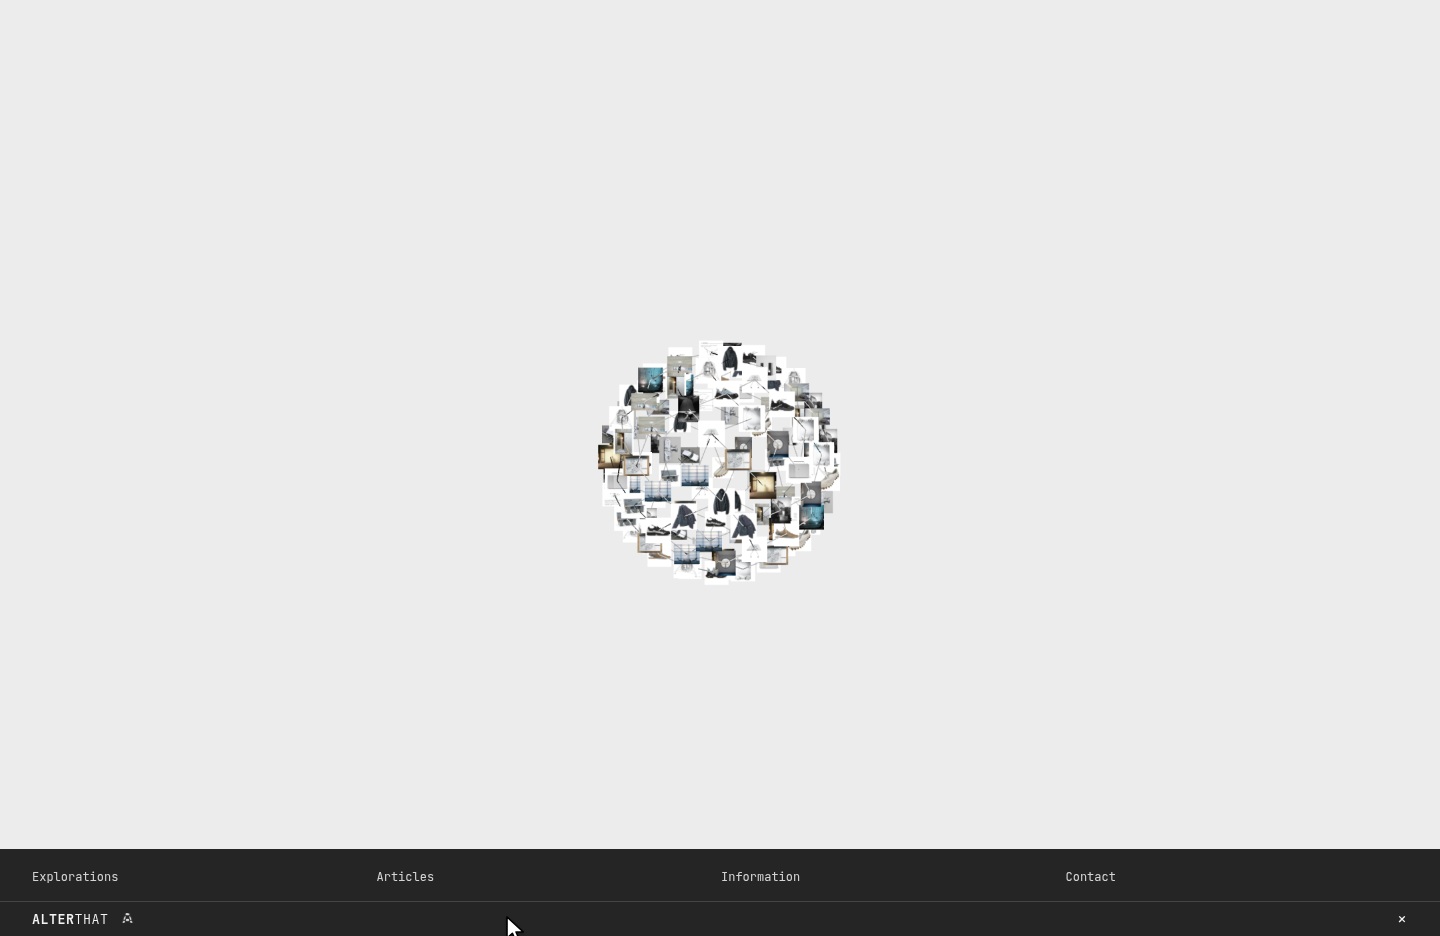 Explorations
Articles
Information
Contact
ALTERTHAT
×